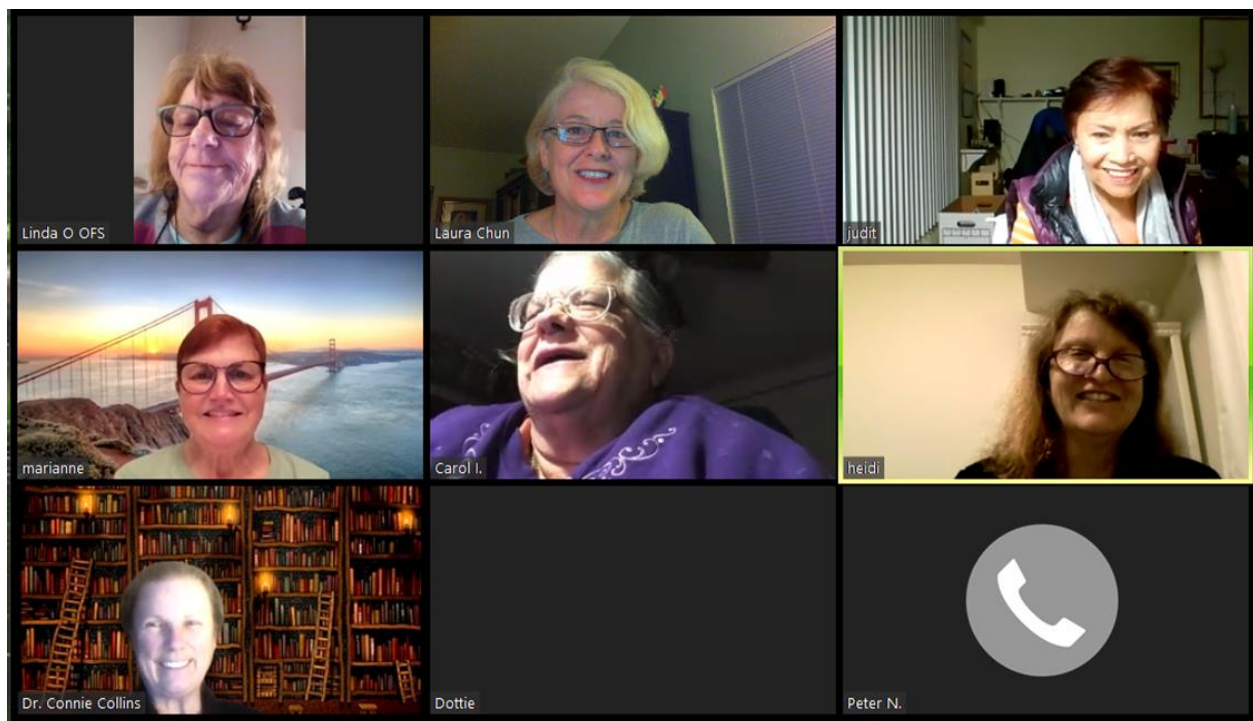 Linda O OFS
Laura Chun
judit
marianne
Carol I.
heidi
Dr. Connie Collins
Dottie
Peter N.